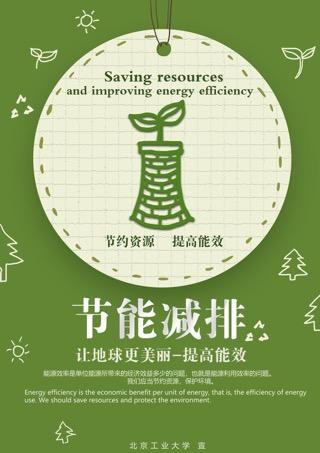 Saving resources
and improving energy efficiency
节约资源 提高能效
节能减排
让地球更美丽-提高能效
能源效率是单位能源所带来的经济效益多少的问题，也就是能源利用效率的问题。
我们应当节约资源，保护环境。
Energy efficiency is the economic benefit per unit of energy, that is, the efficiency of energy
use. We should save resources and protect the environment.
北京工业大学 宣